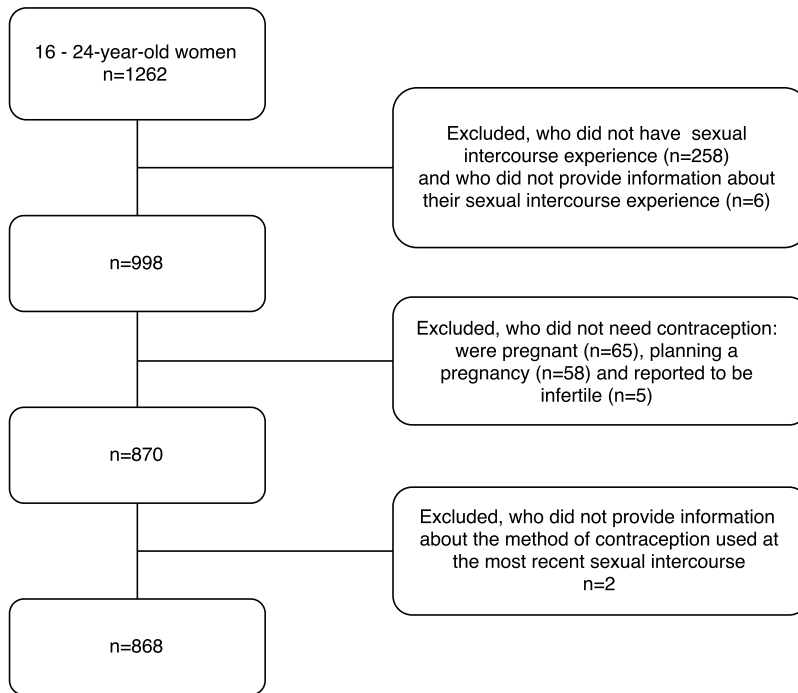 16 - 24-year-old women
n=1262
Excluded, who did not have  sexual
intercourse experience (n=258)
and who did not provide information about
their sexual intercourse experience (n=6)
n=998
Excluded, who did not need contraception:
were pregnant (n=65), planning a
pregnancy (n=58) and reported to be
infertile (n=5)
n=870
Excluded, who did not provide information
about the method of contraception used at
the most recent sexual intercourse
n=2
n=868